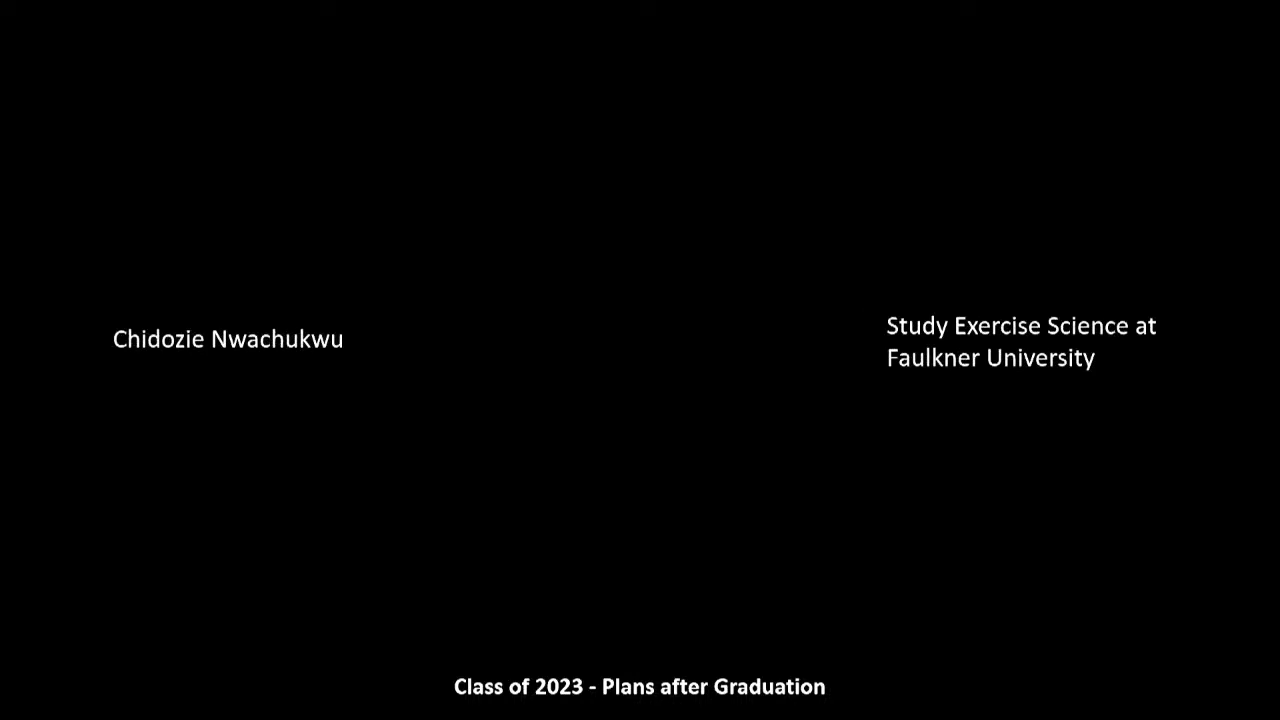 Chidozie Nwachukwu
Study Exercise Science at
Faulkner University
Class of 2023 - Plans after Graduation